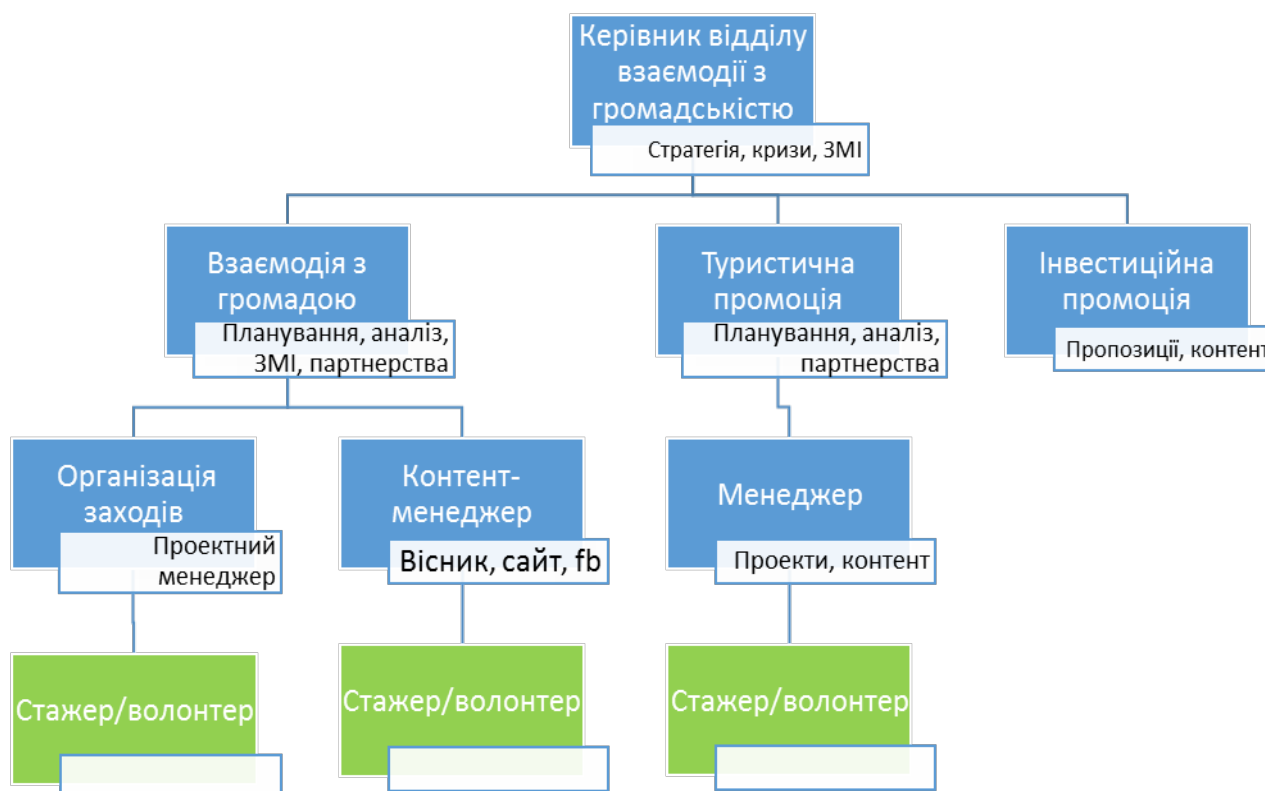 Керівник відділу
взаємодії з
громадськістю
Стратегія, кризи, ЗМІ
Взаємодія з
громадою
Планування, аналіз,
ЗМІ, партнерства
Туристична
промоція
Планування, аналіз,
партнерства
Інвестиційна
промоція
Пропозиції, контент
Організація
заходів
Проектний
менеджер
Контент-
менеджер
Вісник, сайт, fb
Менеджер
Проекти, контент
Стажер/волонтер
Стажер/волонтер
Стажер/волонтер